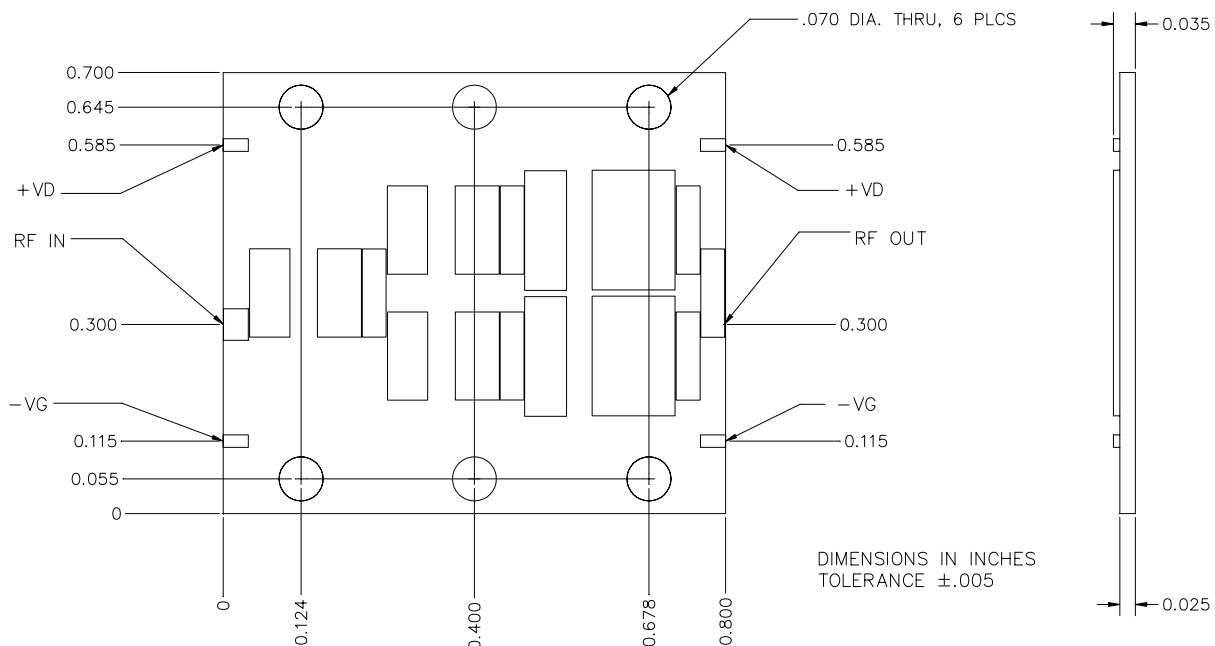 .070 DIA. THRU, 6 PLCS
0.035
0.700
0.645
0.585
0.585
+VD
+VD
RF IN
RF OUT
0.300
0.300
-VG
-VG
0.115
0.115
0.055
0
DIMENSIONS IN INCHES
TOLERANCE ±.005
0
0.124
0.400
0.678
0.800
0.025